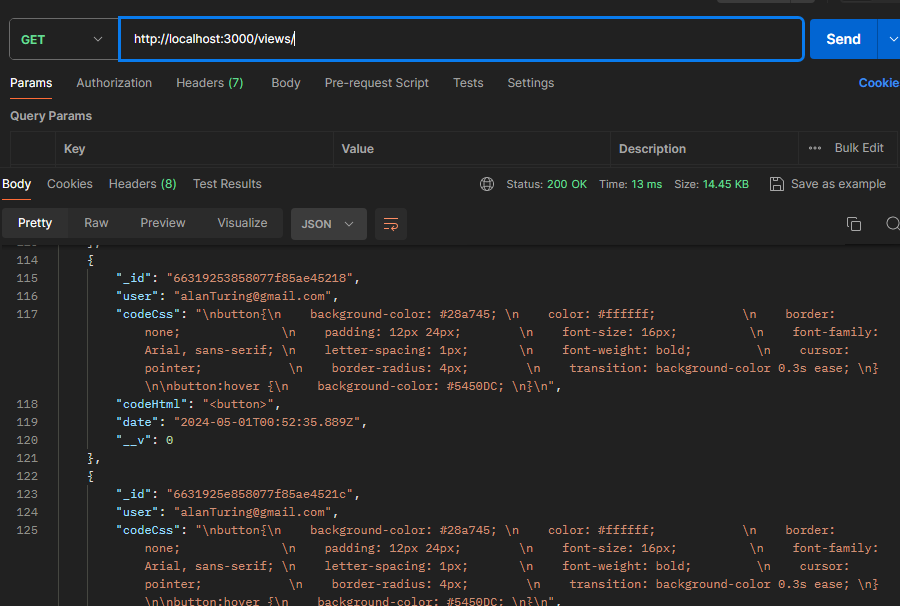 GET http://localhost:3000/views/ Send
Params Authorization Headers (7) Body Pre-request Script Tests Settings Cookie
Query Params
Key Value Description ••• Bulk Edit
Body Cookies Headers (8) Test Results Status: 200 OK Time: 13 ms Size: 14.45 KB Save as example
Pretty Raw Preview Visualize JSON
114 {
115 "_id": "66319253858077f85ae45218",
116 "user": "alanTuring@gmail.com",
117 "codeCss": "\nbutton{\n background-color: #28a745; \n color: #ffffff; \n border:
none; \n padding: 12px 24px; \n font-size: 16px; \n font-family:
Arial, sans-serif; \n letter-spacing: 1px; \n font-weight: bold; \n cursor:
pointer; \n border-radius: 4px; \n transition: background-color 0.3s ease; \n}
\n\nbutton:hover {\n background-color: #5450DC; \n}\n",
118 "codeHtml": "<button>",
119 "date": "2024-05-01T00:52:35.889Z",
120 "__v": 0
121 },
122 {
123 "_id": "6631925e858077f85ae4521c",
124 "user": "alanTuring@gmail.com",
125 "codeCss": "\nbutton{\n background-color: #28a745; \n color: #ffffff; \n border:
none; \n padding: 12px 24px; \n font-size: 16px; \n font-family:
Arial, sans-serif; \n letter-spacing: 1px; \n font-weight: bold; \n cursor:
pointer; \n border-radius: 4px; \n transition: background-color 0.3s ease; \n}
\n\nbutton:hover {\n background-color: #5450DC; \n}\n",